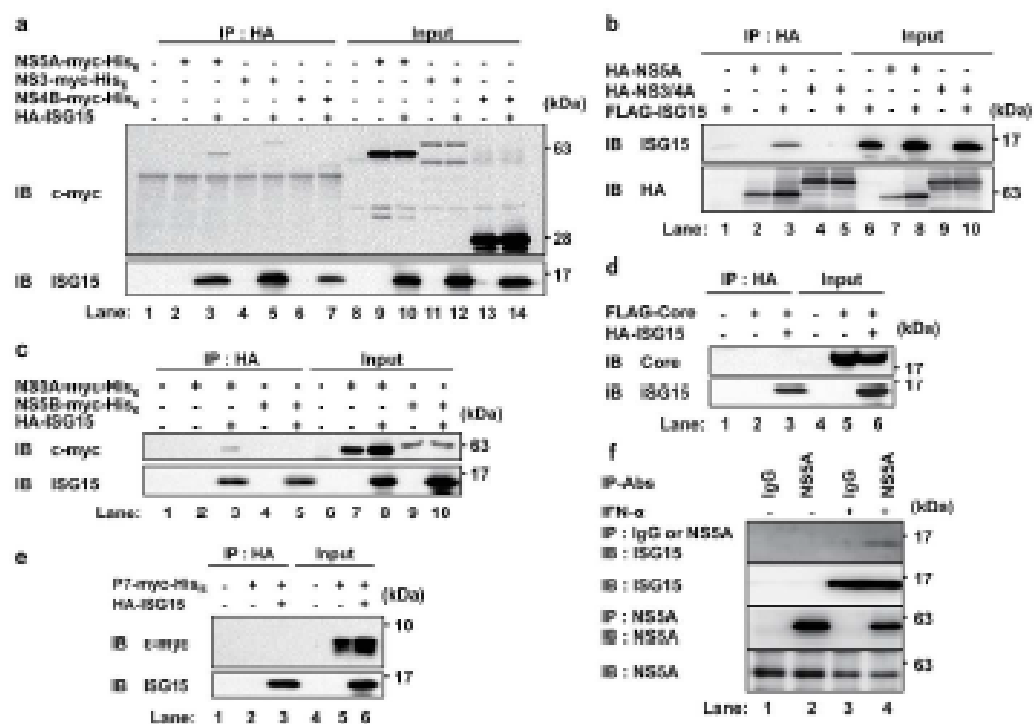 a
IP : HA Input
NS5A-myc-His₆ - + + - - - - - + + - - - -
NS3-myc-His₆ - - - + + - - - - - + + - -
NS4B-myc-His₆ - - - - - + + - - - - - + +
HA-ISG15 - - + - + - + - - + - + - +
(kDa)
IB c-myc
63
28
IB ISG15
17
Lane: 1 2 3 4 5 6 7 8 9 10 11 12 13 14
b
IP : HA Input
HA-NS5A - + + - - - + + - -
HA-NS3/4A - - - + + - - - + +
FLAG-ISG15 + - + - + + - + - +
(kDa)
IB ISG15
17
IB HA
63
Lane: 1 2 3 4 5 6 7 8 9 10
c
IP : HA Input
NS5A-myc-His₆ - + + - - - + + - -
NS5B-myc-His₆ - - - + + - - - + +
HA-ISG15 - - + - + - - + - +
(kDa)
IB c-myc
63
IB ISG15
17
Lane: 1 2 3 4 5 6 7 8 9 10
d
IP : HA Input
FLAG-Core - + + - + +
HA-ISG15 - - + - - +
(kDa)
IB Core
17
IB ISG15
17
Lane: 1 2 3 4 5 6
e
IP : HA Input
P7-myc-His₆ - + + - + +
HA-ISG15 - - + - - +
(kDa)
IB c-myc
10
IB ISG15
17
Lane: 1 2 3 4 5 6
f
IP-Abs IgG NS5A IgG NS5A
IFN-α - - + +
(kDa)
IP : IgG or NS5A
IB : ISG15
17
IB : ISG15
17
IP : NS5A
IB : NS5A
63
IB : NS5A
63
Lane: 1 2 3 4